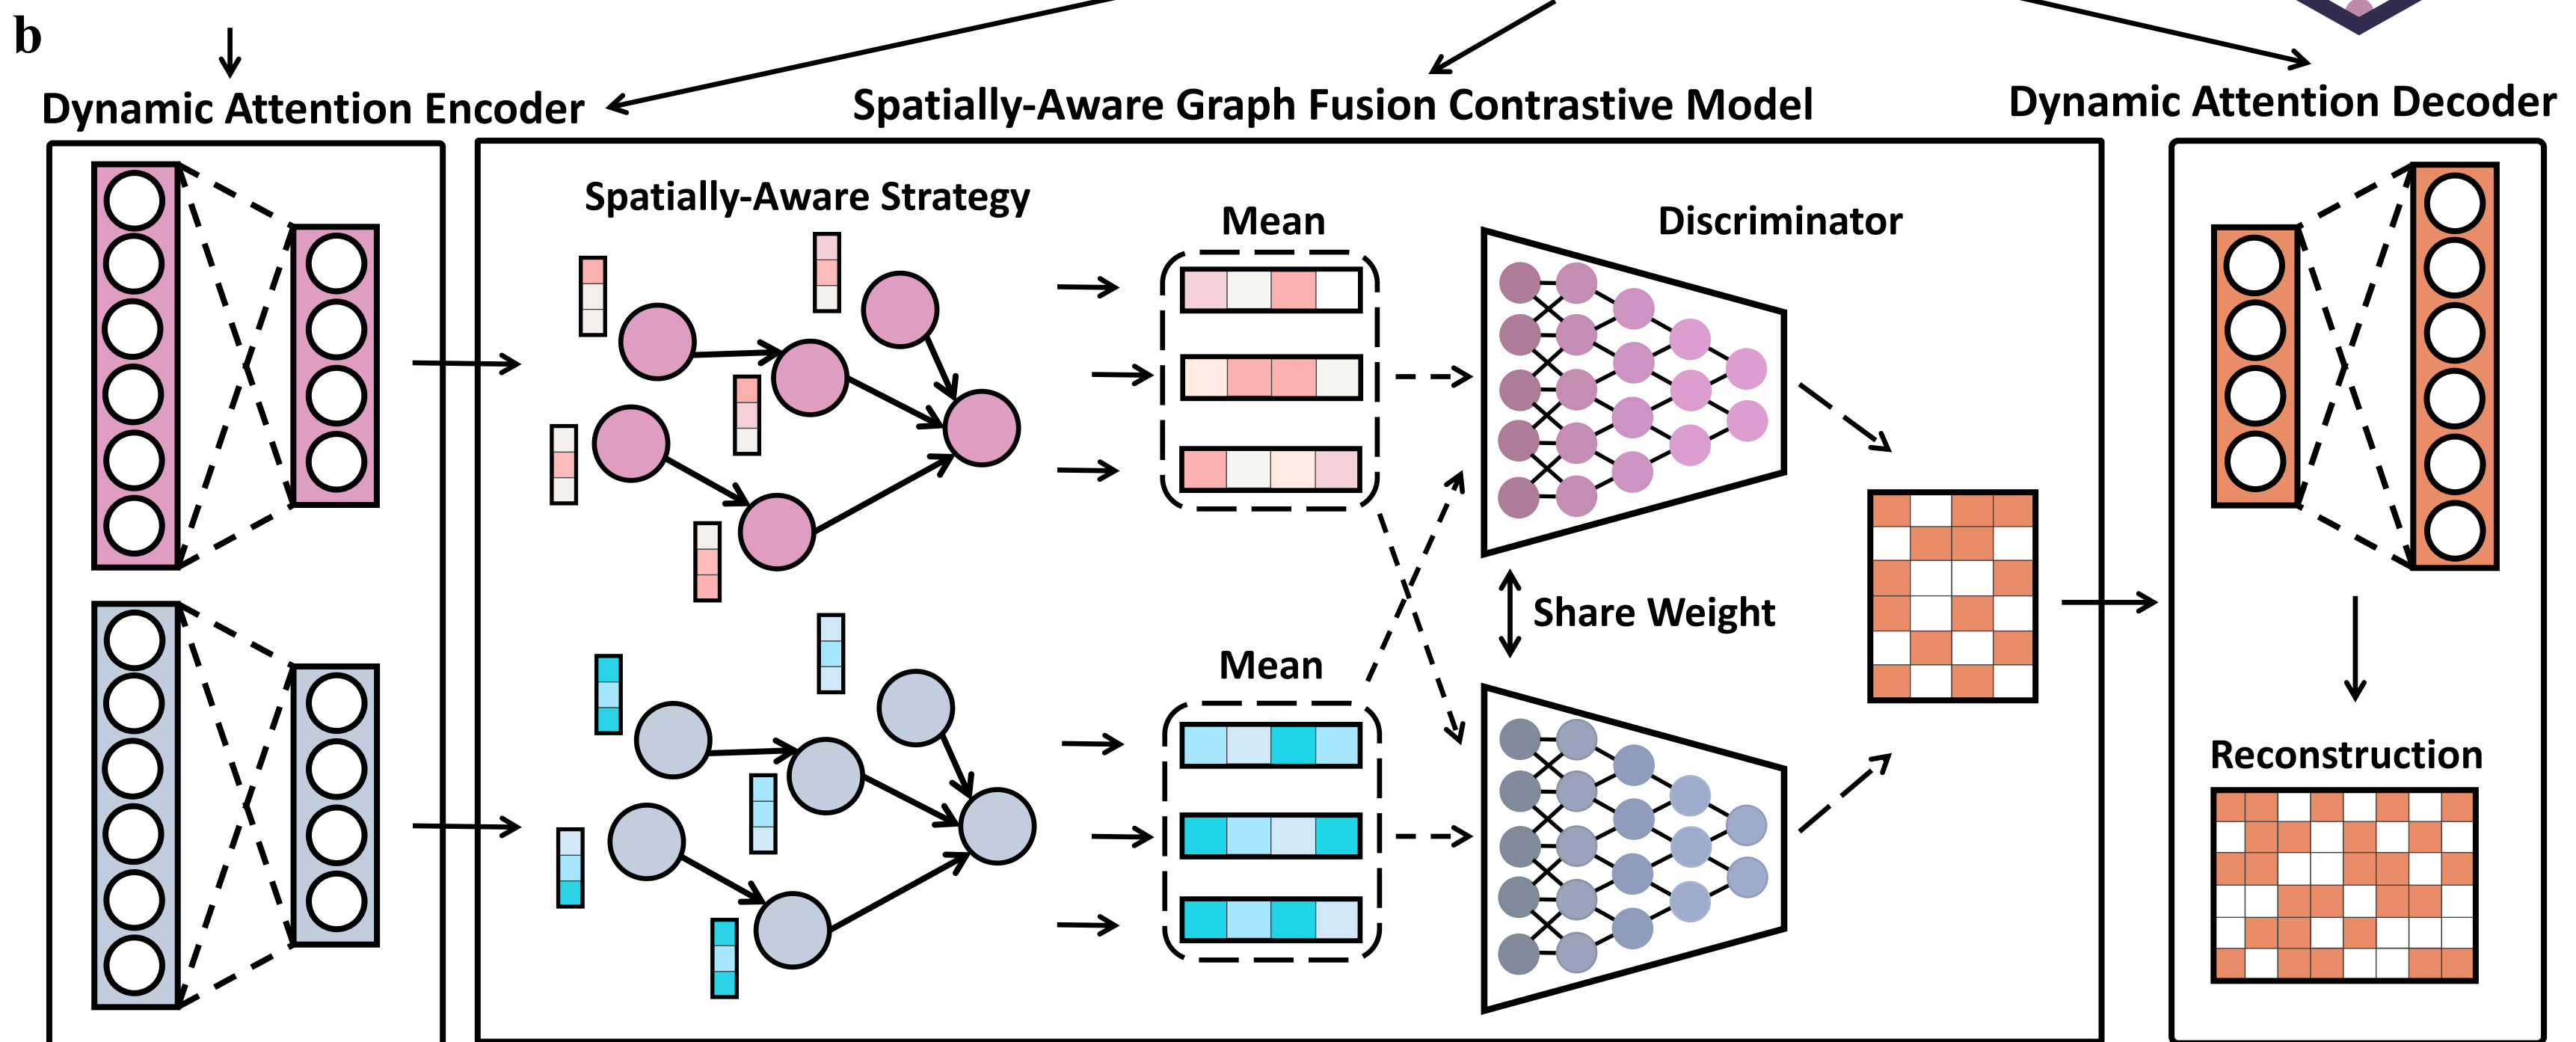 b
Dynamic Attention Encoder
Spatially-Aware Graph Fusion Contrastive Model
Dynamic Attention Decoder
Spatially-Aware Strategy
Mean
Discriminator
Share Weight
Mean
Reconstruction